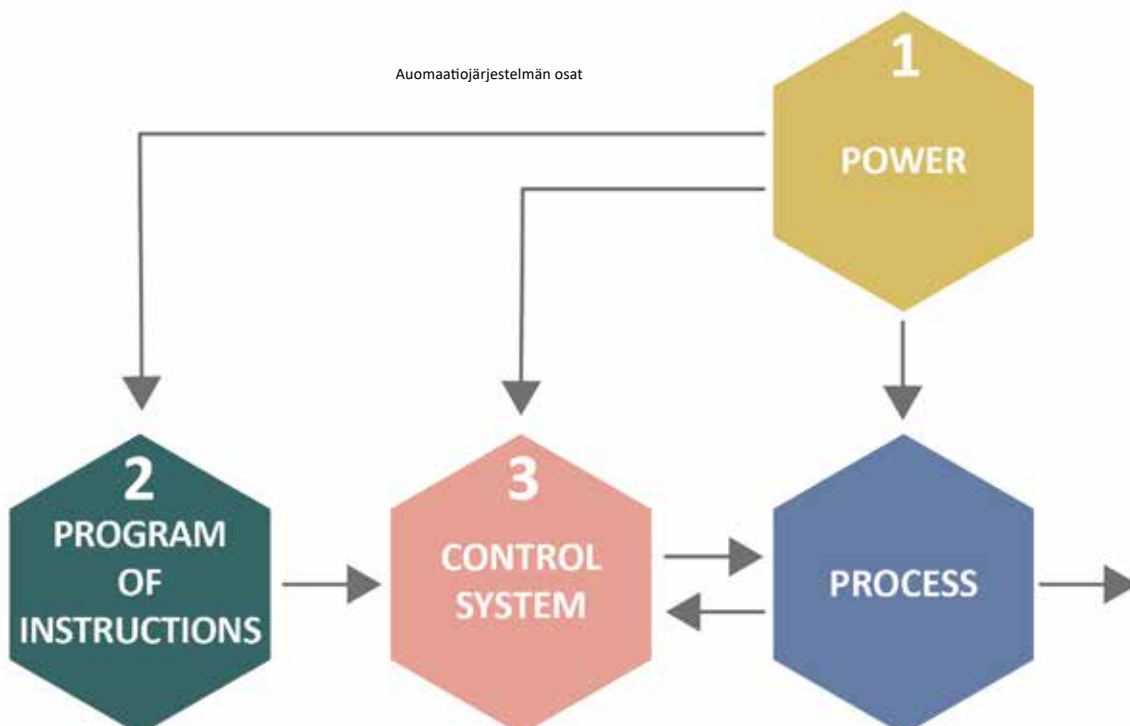 Auomaatiojärjestelmän osat
1
POWER
2
PROGRAM
OF
INSTRUCTIONS
3
CONTROL
SYSTEM
PROCESS